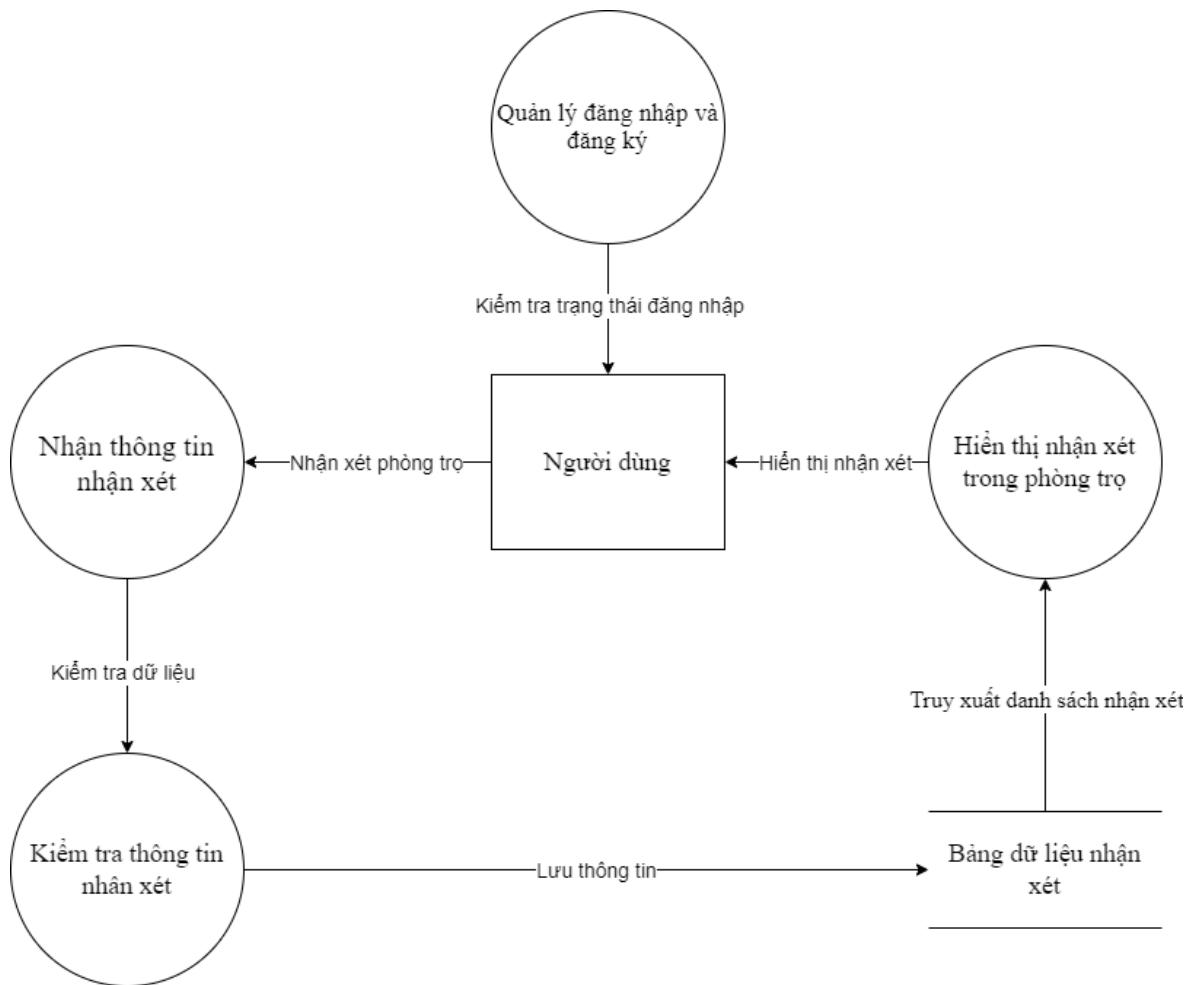 Quản lý đăng nhập và
đăng ký
Kiểm tra trạng thái đăng nhập
Nhận thông tin
nhận xét
Nhận xét phòng trọ
Người dùng
Hiển thị nhận xét
Hiển thị nhận xét
trong phòng trọ
Kiểm tra dữ liệu
Truy xuất danh sách nhận xét
Kiểm tra thông tin
nhân xét
Lưu thông tin
Bảng dữ liệu nhận
xét